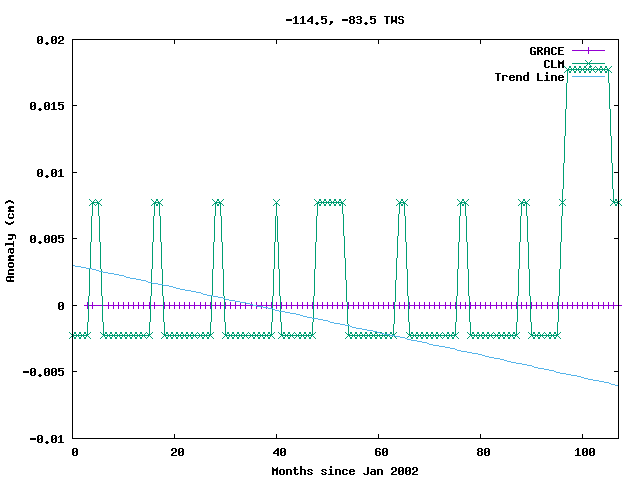 -114.5, -83.5 TWS
0.02
0.015
0.01
0.005
0
-0.005
-0.01
Anomaly (cm)
GRACE
CLM
Trend Line
0 20 40 60 80 100
Months since Jan 2002